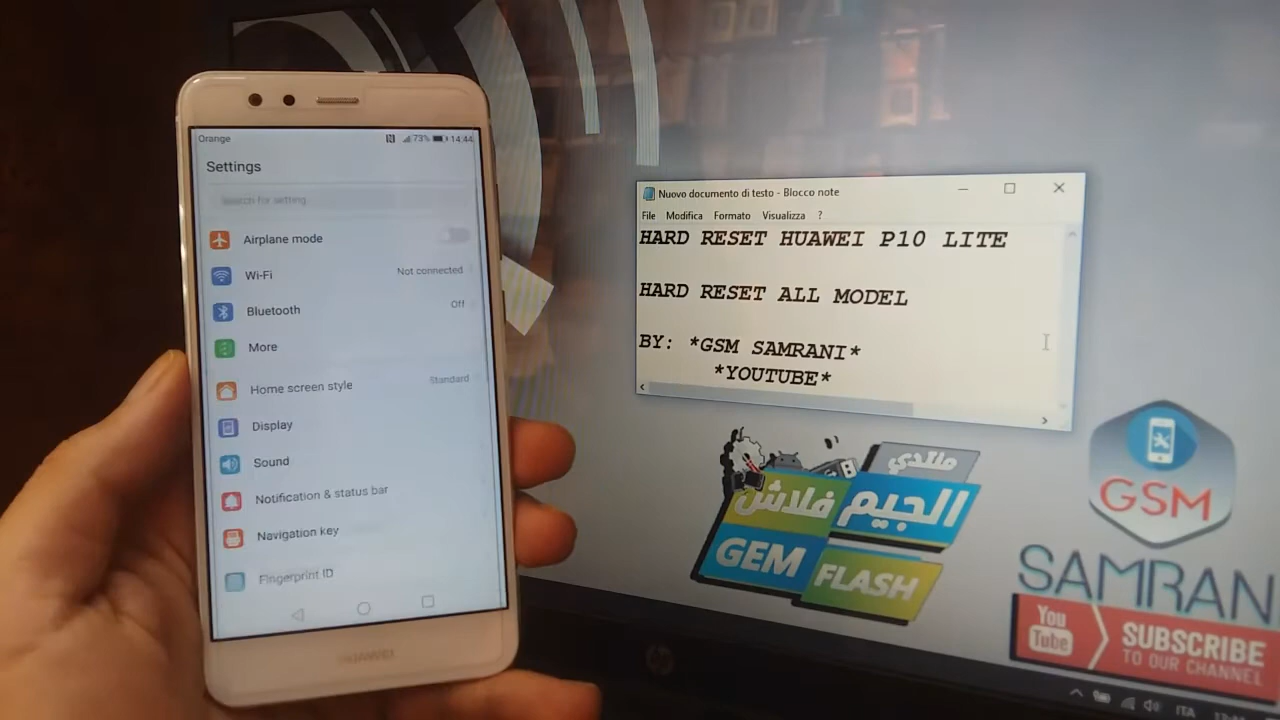 Orange
73% 14:44
Settings
Search for setting
Airplane mode
Wi-Fi
Not connected
Bluetooth
Off
More
Home screen style
Standard
Display
Sound
Notification & status bar
Navigation key
Fingerprint ID
HUAWEI
Nuovo documento di testo - Blocco note
File Modifica Formato Visualizza ?
HARD RESET HUAWEI P10 LITE
HARD RESET ALL MODEL
BY: *GSM SAMRANI*
*YOUTUBE*
منتدي
الجيم فلاش
GEM
FLASH
GSM
SAMRAN
You
Tube
SUBSCRIBE
TO OUR CHANNEL
hp
ITA